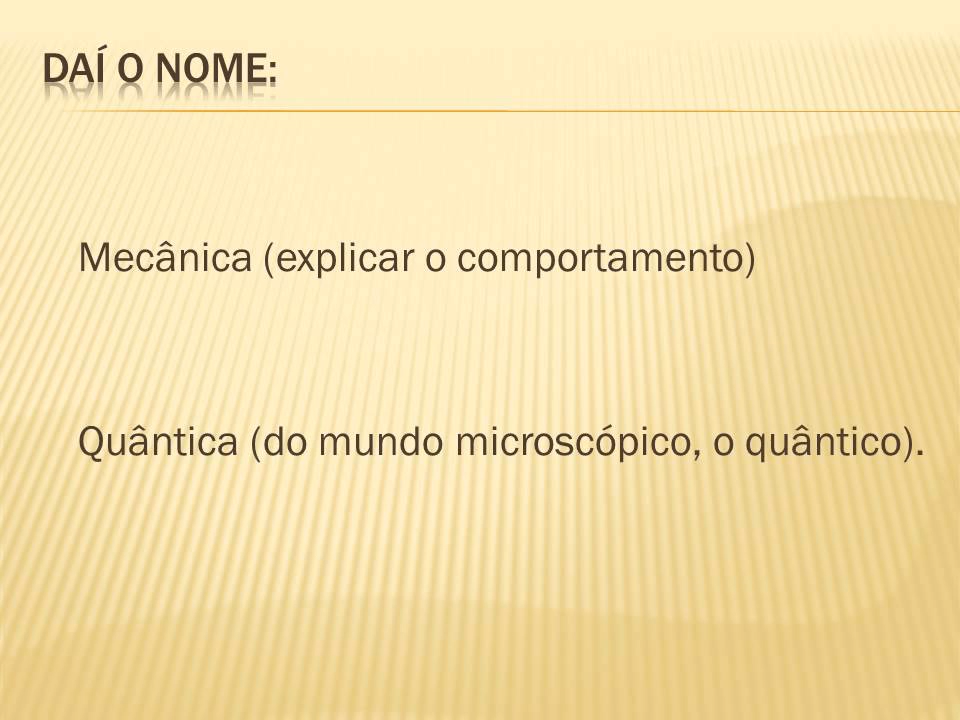 DAÍ O NOME:
Mecânica (explicar o comportamento)
Quântica (do mundo microscópico, o quântico).